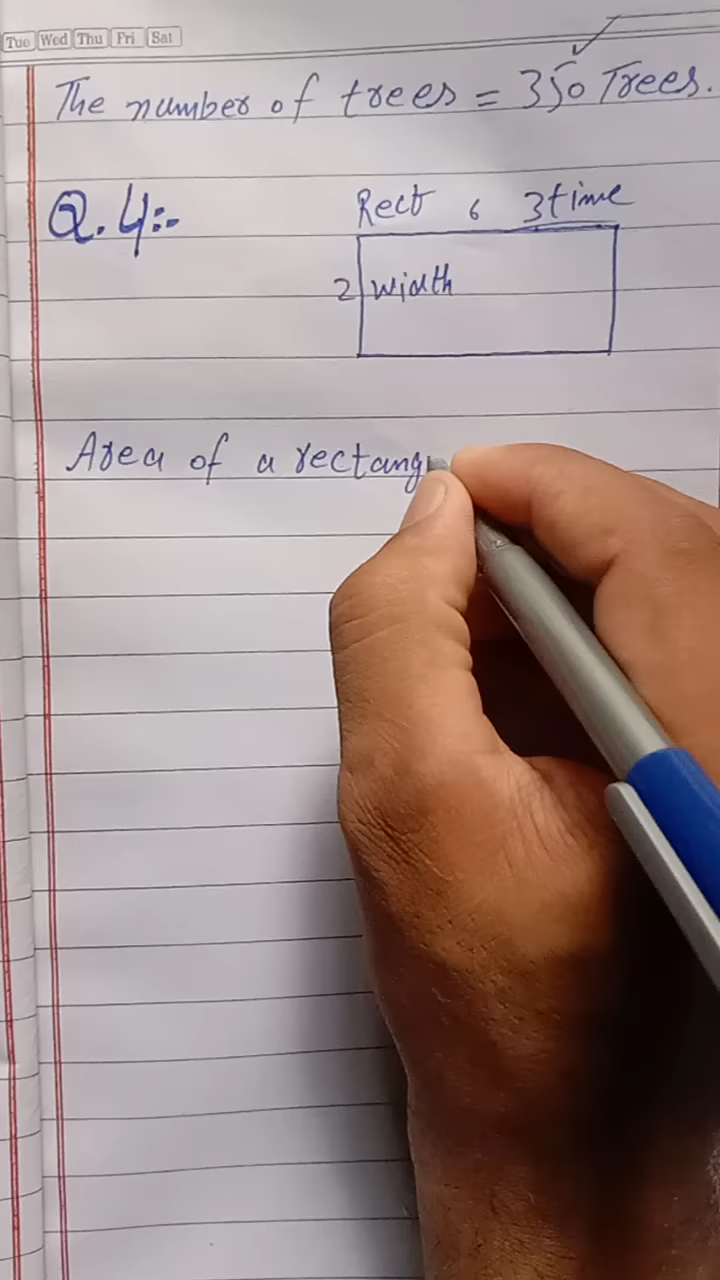 Tue Wed Thu Fri Sat
The number of trees = 350 Trees.
Q.4:-
Rect 6 3time
2 width
Area of a rectang